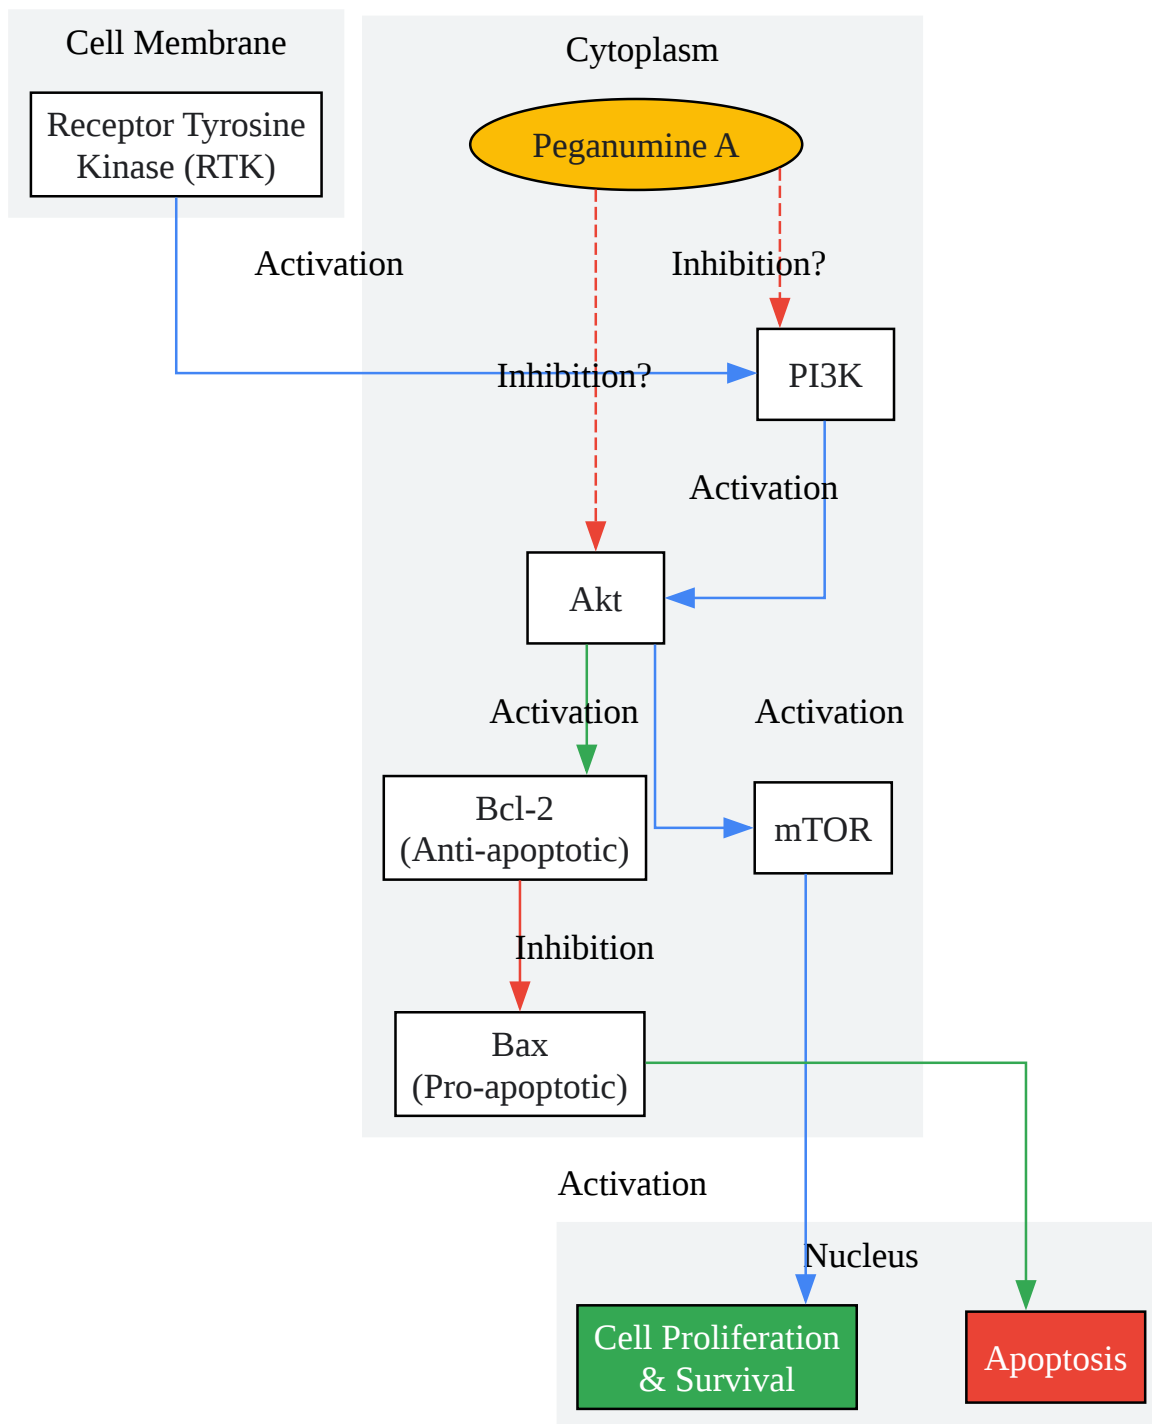 Cell Membrane
Cytoplasm
Receptor Tyrosine
Kinase (RTK)
Peganumine A
Activation
Inhibition?
Inhibition?
PI3K
Activation
Akt
Activation
Activation
Bcl-2
(Anti-apoptotic)
mTOR
Inhibition
Bax
(Pro-apoptotic)
Activation
Nucleus
Cell Proliferation
& Survival
Apoptosis